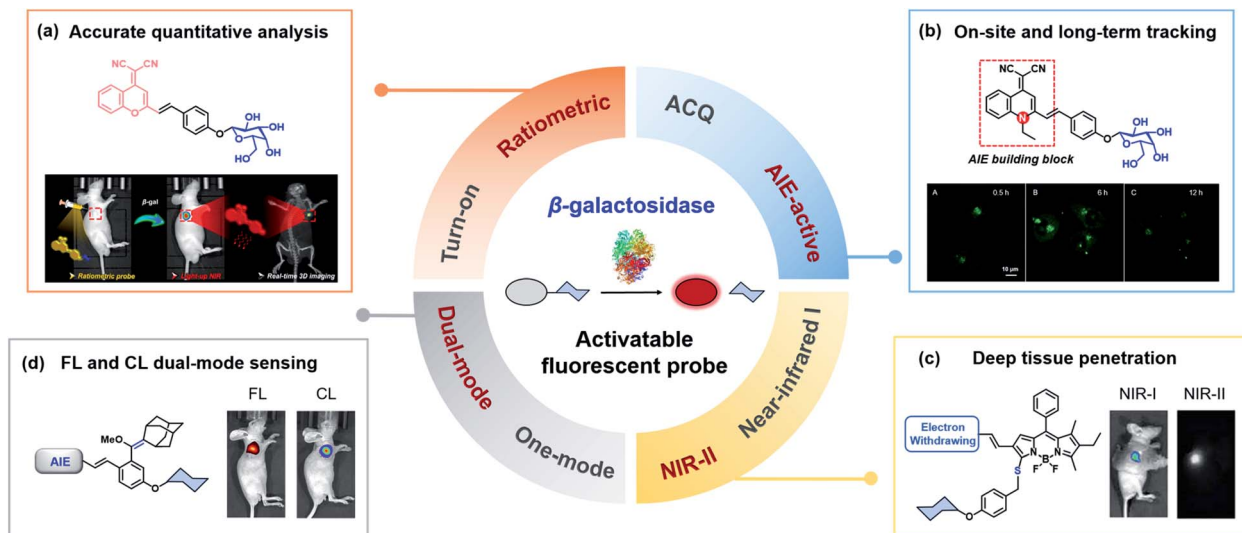 (a) Accurate quantitative analysis
NC CN
O
O
OH
HO
O
OH
HO
β-gal
Ratiometric probe
Light-up NIR
Real-time 3D imaging
(b) On-site and long-term tracking
NC CN
N
AIE building block
O
OH
HO
O
OH
HO
A 0.5 h
B 6 h
C 12 h
10 μm
Turn-on
Ratiometric
ACQ
AIE-active
β-galactosidase
Activatable
fluorescent probe
Dual-mode
One-mode
NIR-II
Near-infrared I
(c) Deep tissue penetration
Electron
Withdrawing
N N
B
F F
S
O
NIR-I
NIR-II
(d) FL and CL dual-mode sensing
MeO
AIE
O
FL
CL